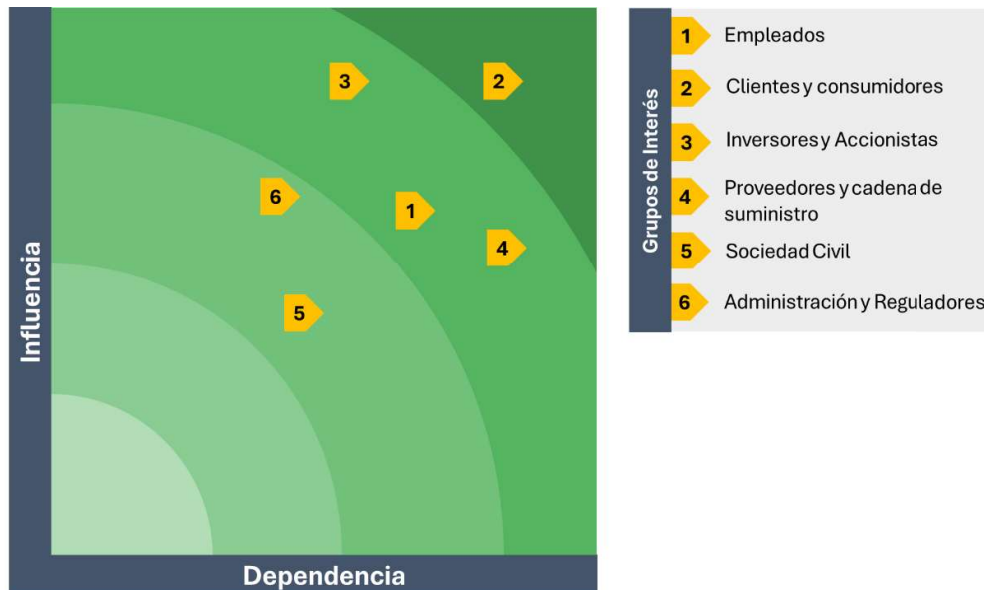 Influencia
3
2
6
1
4
5
Dependencia
Grupos de Interés
1 Empleados
2 Clientes y consumidores
3 Inversores y Accionistas
4 Proveedores y cadena de
suministro
5 Sociedad Civil
6 Administración y Reguladores